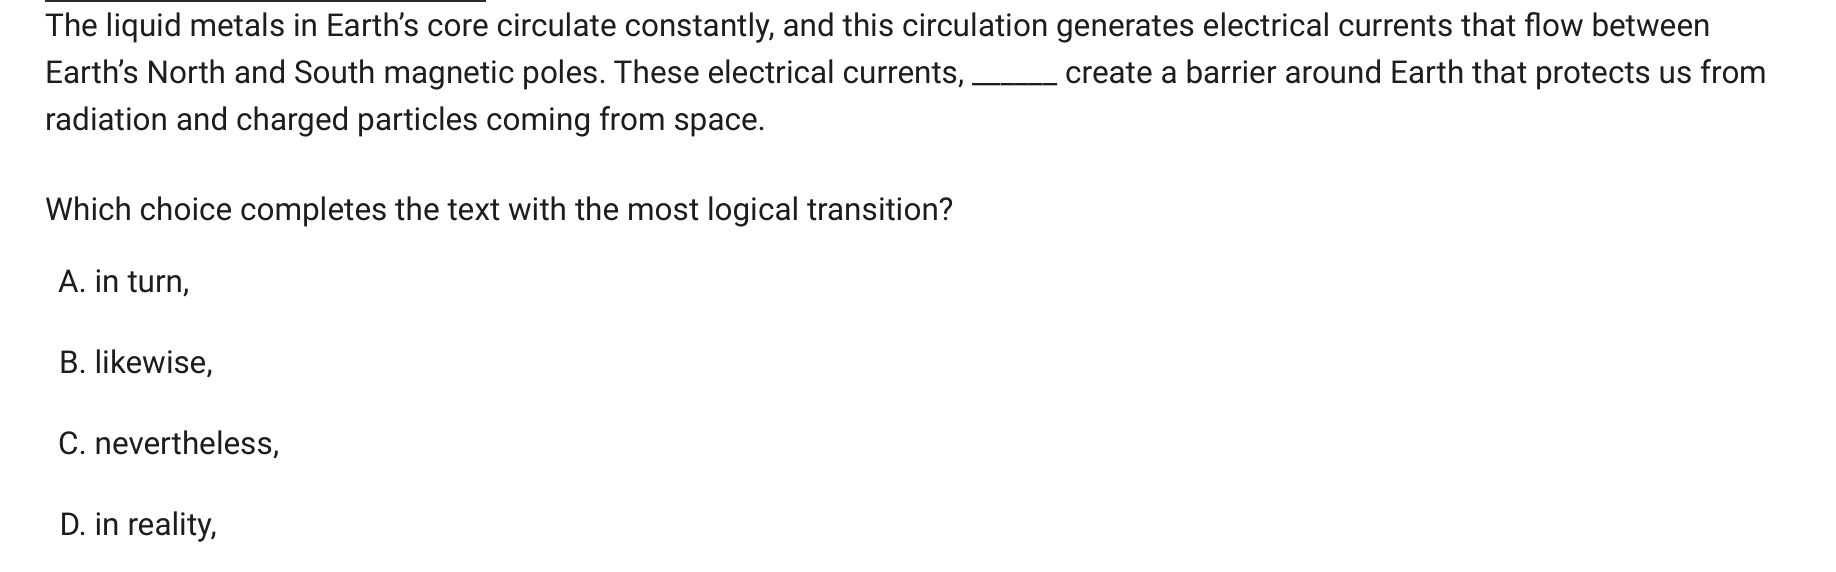 The liquid metals in Earth’s core circulate constantly, and this circulation generates electrical currents that flow between
Earth’s North and South magnetic poles. These electrical currents, ______ create a barrier around Earth that protects us from
radiation and charged particles coming from space.
Which choice completes the text with the most logical transition?
A. in turn,
B. likewise,
C. nevertheless,
D. in reality,